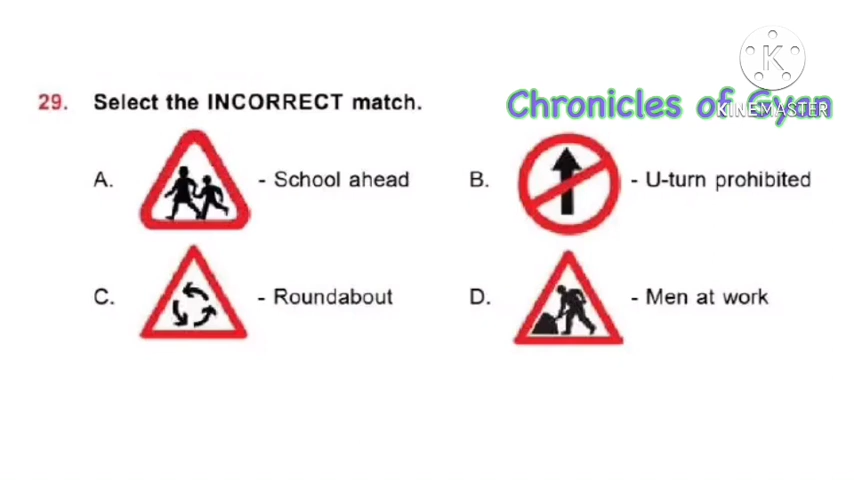 K
29. Select the INCORRECT match.
Chronicles of Gyan
KINEMASTER
A. - School ahead
B. - U-turn prohibited
C. - Roundabout
D. - Men at work